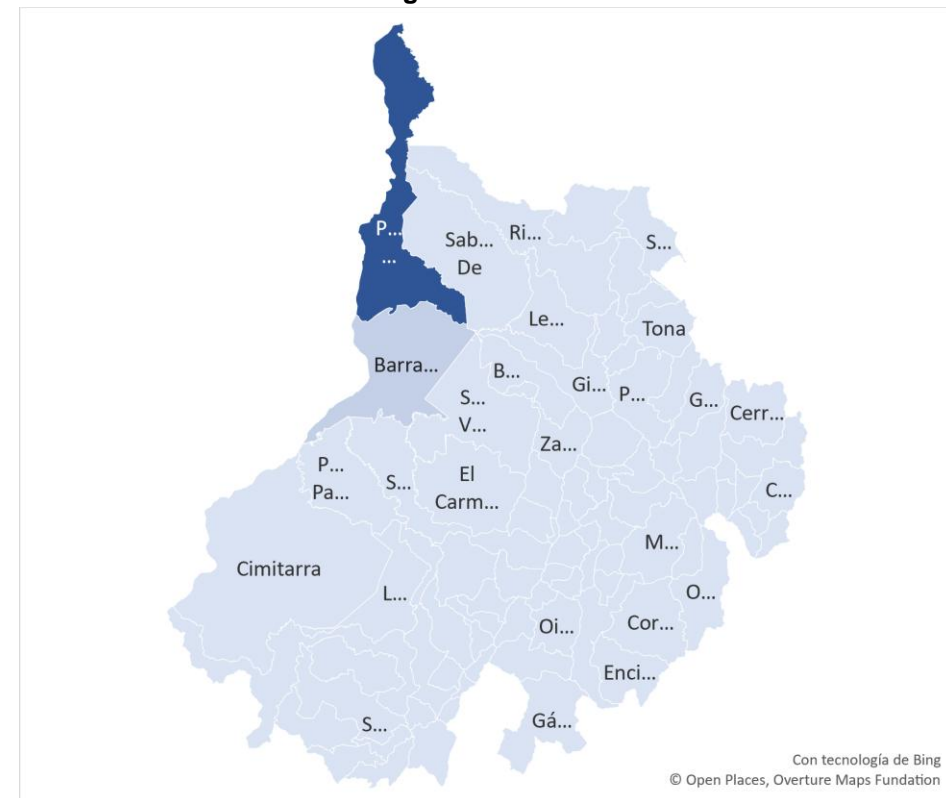 P...
...
Sab...
De
Ri...
S...
Le...
Tona
Barra...
B...
Gi...
P...
G...
Cerr...
S...
V...
Za...
P...
Pa...
S...
El
Carm...
C...
M...
Cimitarra
L...
O...
Oi...
Cor...
Enci...
S...
Gá...
Con tecnología de Bing
© Open Places, Overture Maps Fundation